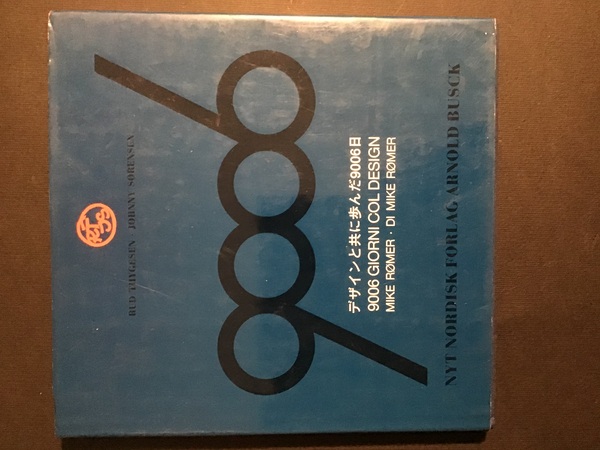 RUD THYGESEN JOHNNY SØRENSEN
9006
デザインと共に歩んだ9006日
9006 GIORNI COL DESIGN
MIKE RØMER · DI MIKE RØMER
NYT NORDISK FORLAG ARNOLD BUSCK